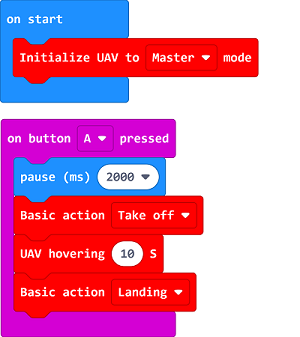 on start
Initialize UAV to Master mode
on button A pressed
pause (ms) 2000
Basic action Take off
UAV hovering 10 S
Basic action Landing